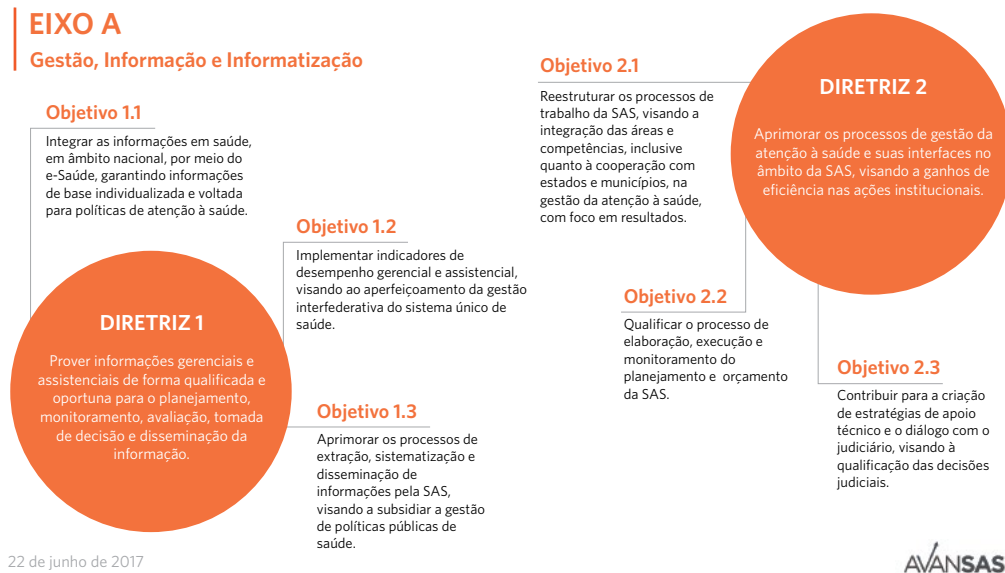 EIXO A
Gestão, Informação e Informatização
Objetivo 1.1
Integrar as informações em saúde,
em âmbito nacional, por meio do
e-Saúde, garantindo informações
de base individualizada e voltada
para políticas de atenção à saúde.
Objetivo 1.2
Implementar indicadores de
desempenho gerencial e assistencial,
visando ao aperfeiçoamento da gestão
interfederativa do sistema único de
saúde.
DIRETRIZ 1
Prover informações gerenciais e
assistenciais de forma qualificada e
oportuna para o planejamento,
monitoramento, avaliação, tomada
de decisão e disseminação da
informação.
Objetivo 1.3
Aprimorar os processos de
extração, sistematização e
disseminação de
informações pela SAS,
visando a subsidiar a gestão
de políticas públicas de
saúde.
Objetivo 2.1
Reestruturar os processos de
trabalho da SAS, visando a
integração das áreas e
competências, inclusive
quanto à cooperação com
estados e municípios, na
gestão da atenção à saúde,
com foco em resultados.
DIRETRIZ 2
Aprimorar os processos de gestão da
atenção à saúde e suas interfaces no
âmbito da SAS, visando a ganhos de
eficiência nas ações institucionais.
Objetivo 2.2
Qualificar o processo de
elaboração, execução e
monitoramento do
planejamento e orçamento
da SAS.
Objetivo 2.3
Contribuir para a criação
de estratégias de apoio
técnico e o diálogo com o
judiciário, visando à
qualificação das decisões
judiciais.
22 de junho de 2017
AVANSAS